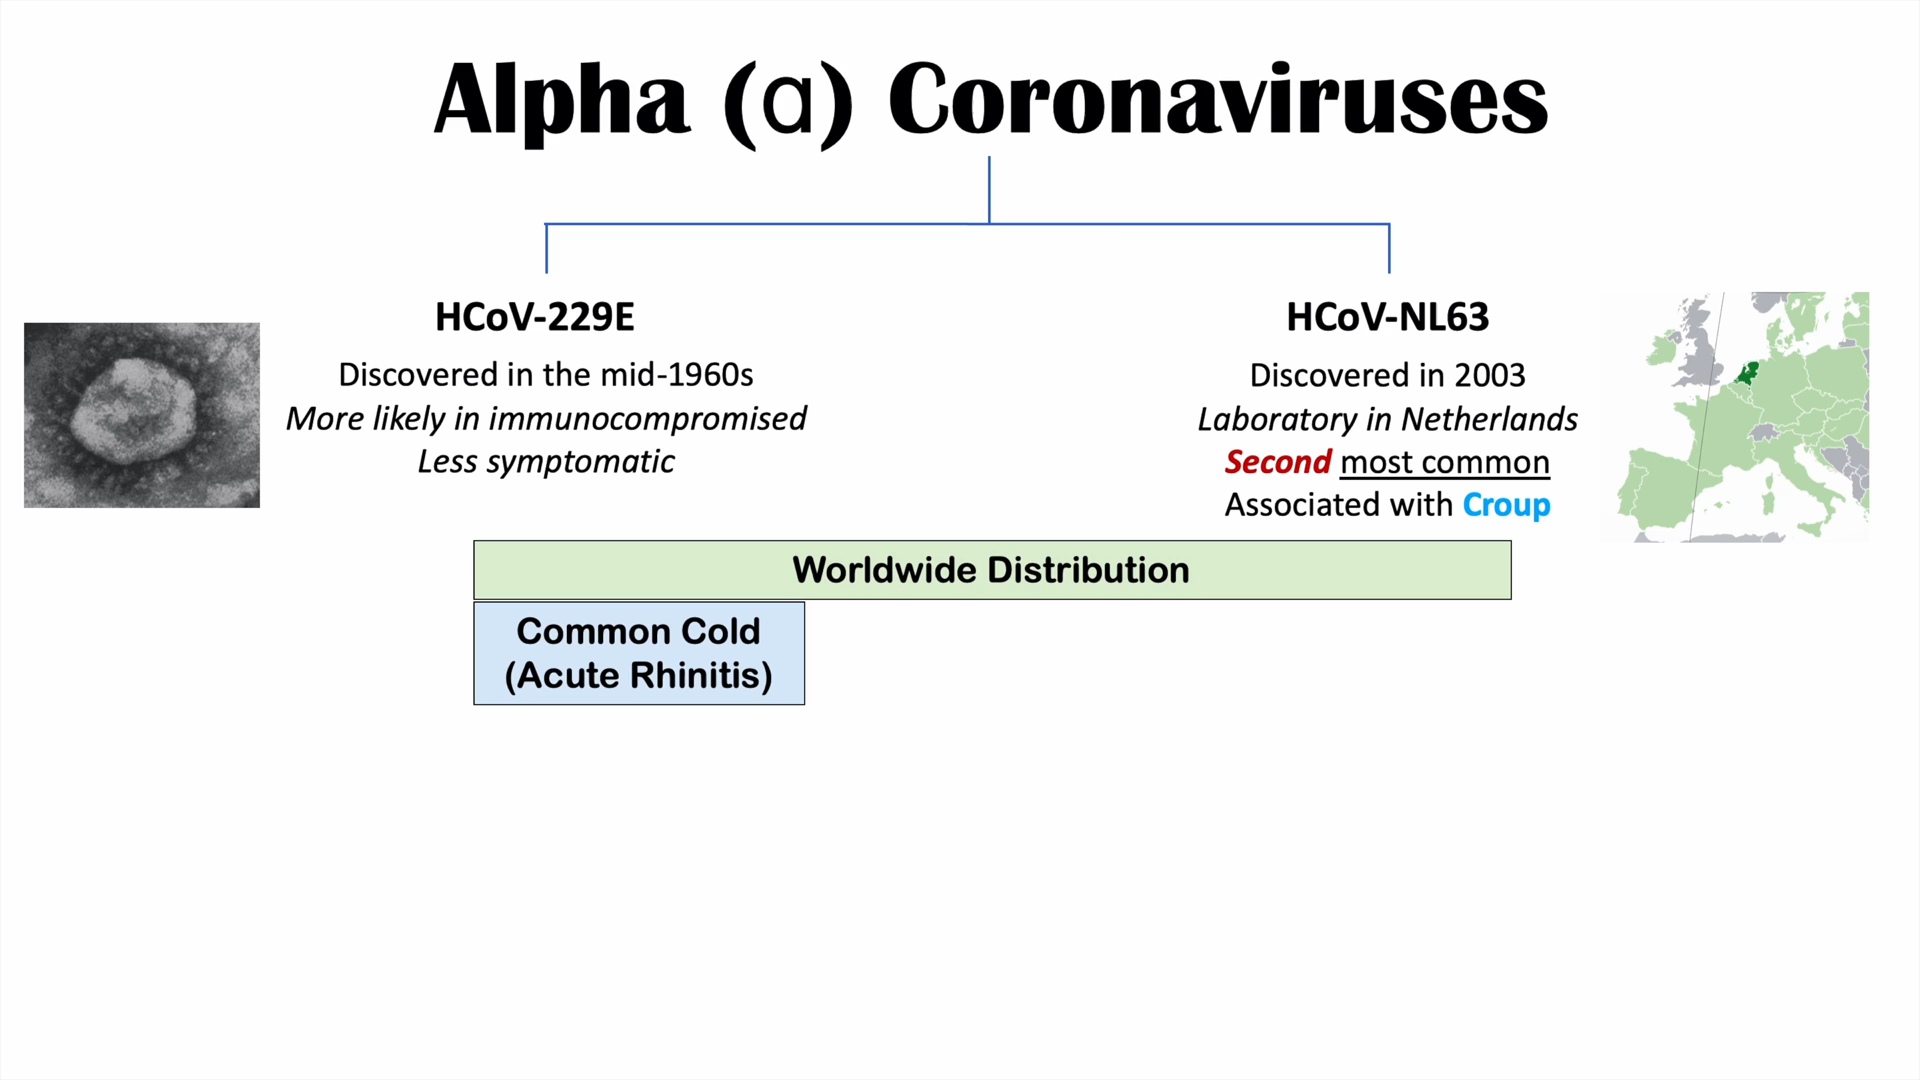 Alpha (α) Coronaviruses
HCoV-229E
Discovered in the mid-1960s
More likely in immunocompromised
Less symptomatic
HCoV-NL63
Discovered in 2003
Laboratory in Netherlands
Second most common
Associated with Croup
Worldwide Distribution
Common Cold
(Acute Rhinitis)